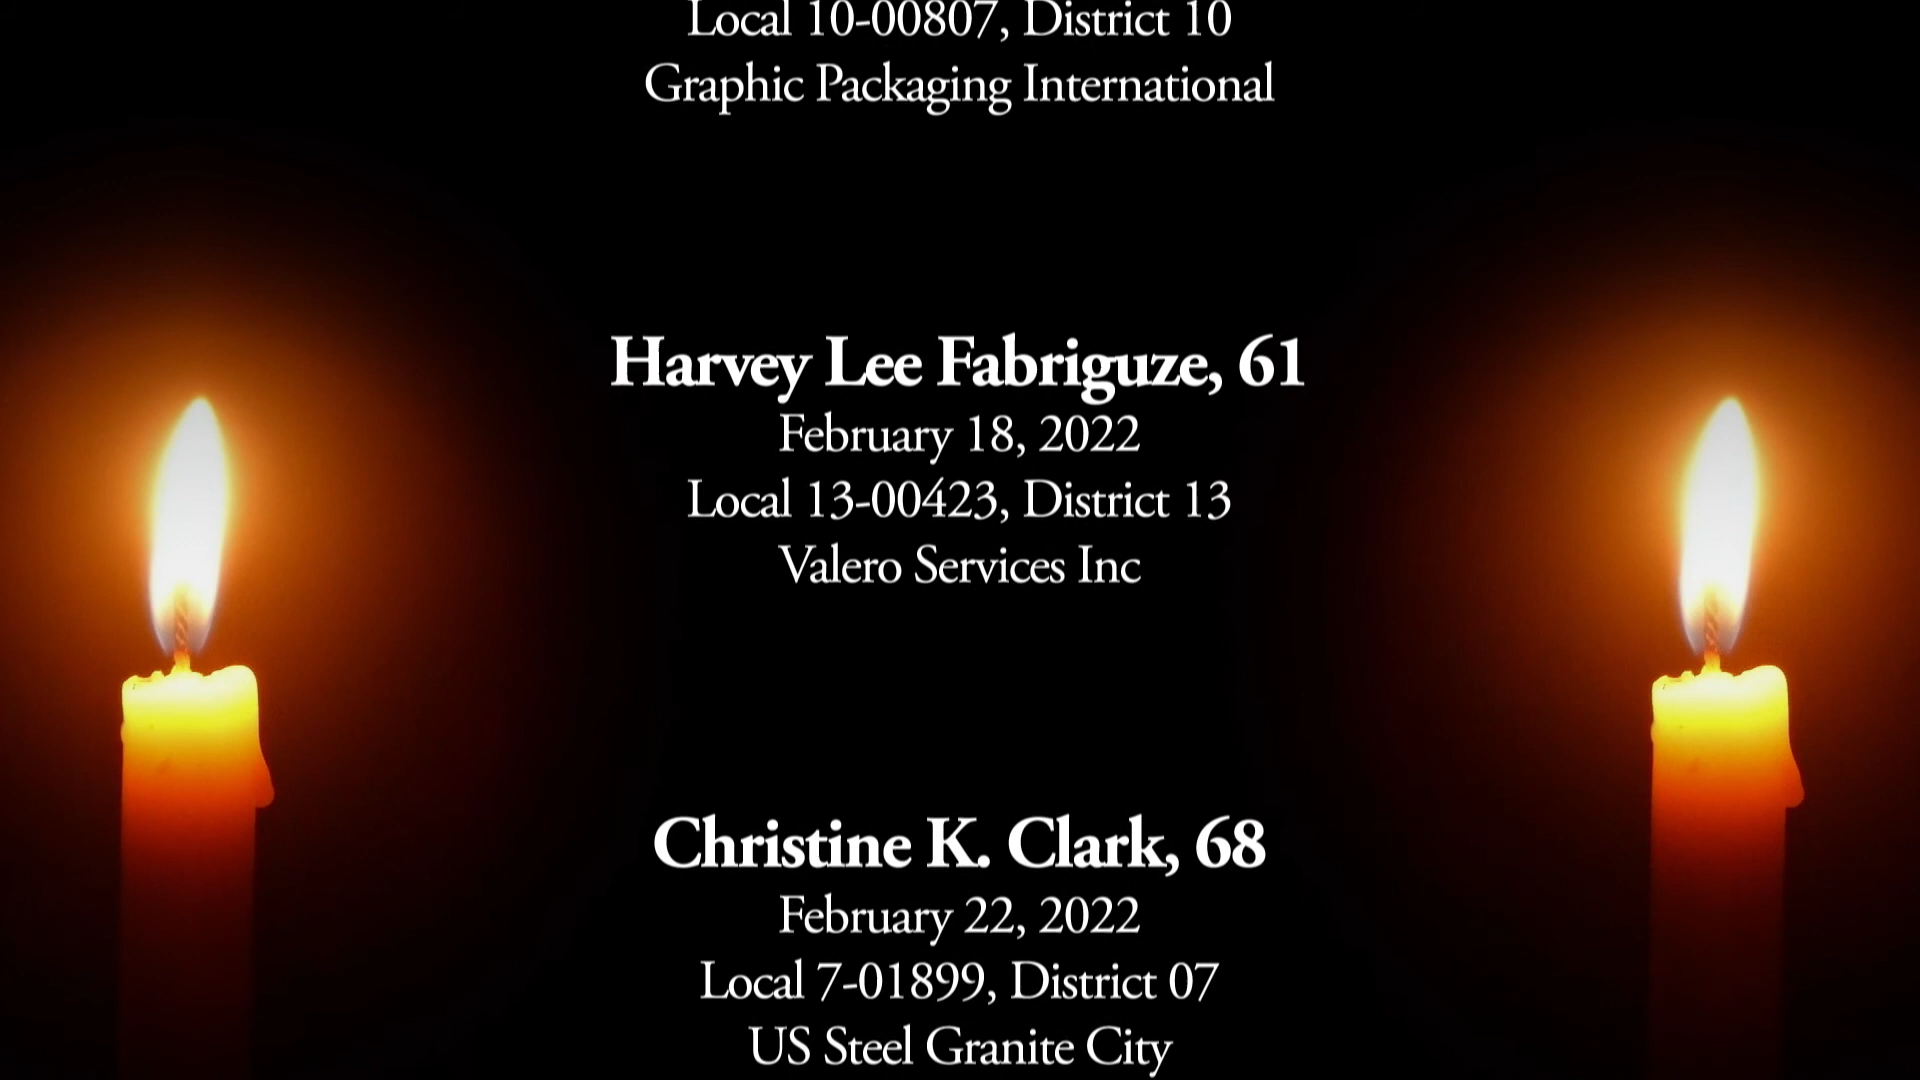 Local 10-00807, District 10
Graphic Packaging International
Harvey Lee Fabriguze, 61
February 18, 2022
Local 13-00423, District 13
Valero Services Inc
Christine K. Clark, 68
February 22, 2022
Local 7-01899, District 07
US Steel Granite City